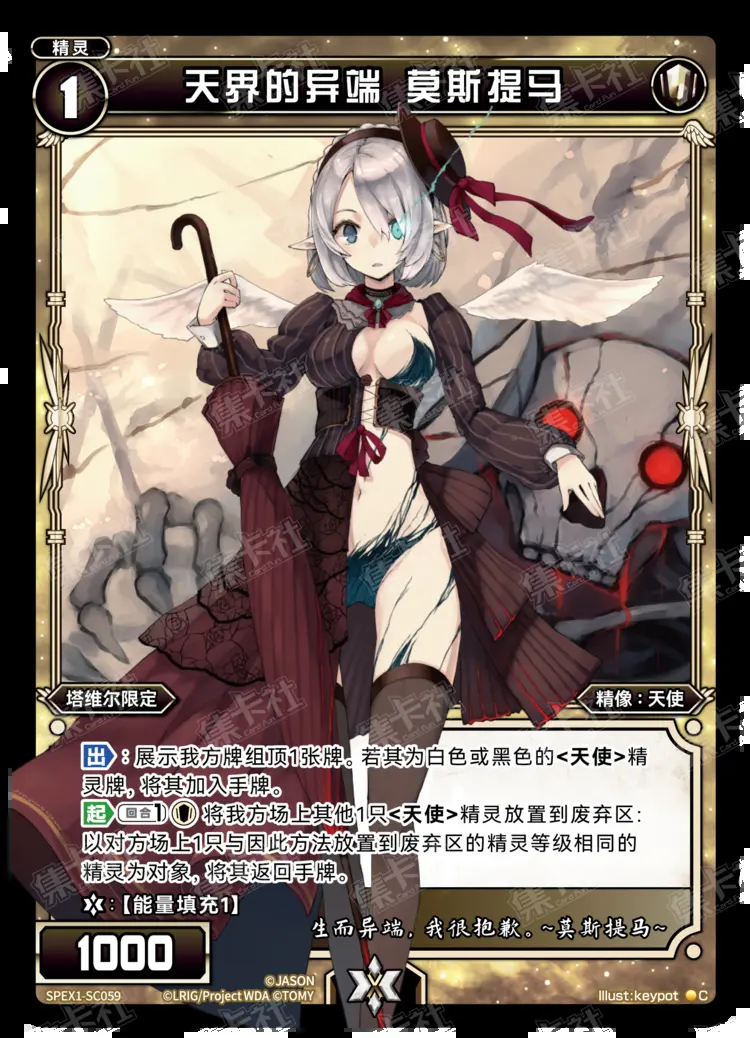 精灵
1
天界的异端 莫斯提马
塔维尔限定
精像:天使
出:展示我方牌组顶1张牌。若其为白色或黑色的<天使>精
灵牌,将其加入手牌。
起 回合1 将我方场上其他1只<天使>精灵放置到废弃区:
以对方场上1只与因此方法放置到废弃区的精灵等级相同的
精灵为对象,将其返回手牌。
:【能量填充1】
生而异端,我很抱歉。~莫斯提马~
1000
©JASON
SPEX1-SC059
©LRIG/Project WDA ©TOMY
Illust:keypot
C
集卡社
Card Fun